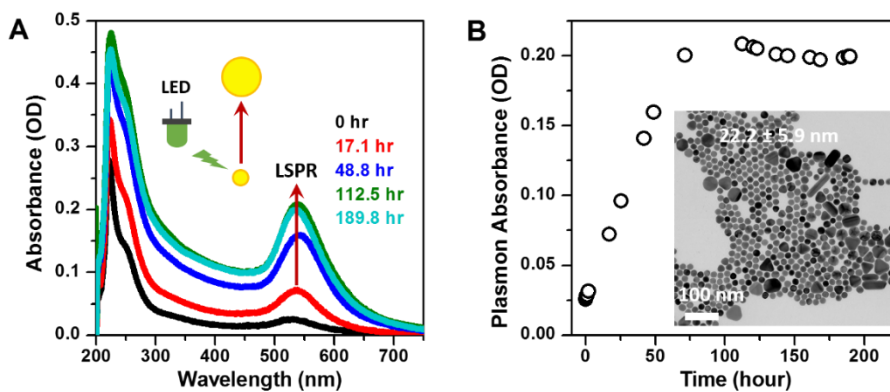 A
0.5
0.4
0.3
0.2
0.1
0.0
Absorbance (OD)
LED
LSPR
0 hr
17.1 hr
48.8 hr
112.5 hr
189.8 hr
200 300 400 500 600 700
Wavelength (nm)
B
0.20
0.15
0.10
0.05
0.00
Plasmon Absorbance (OD)
22.2 ± 5.9 nm
100 nm
0 50 100 150 200
Time (hour)